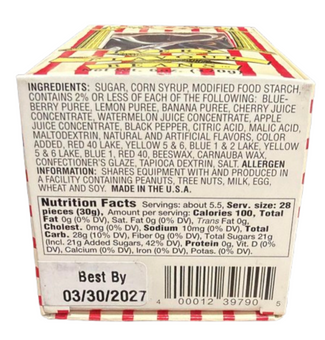 INGREDIENTS: SUGAR, CORN SYRUP, MODIFIED FOOD STARCH,
CONTAINS 2% OR LESS OF EACH OF THE FOLLOWING: BLUE-
BERRY PUREE, LEMON PUREE, BANANA PUREE, CHERRY JUICE
CONCENTRATE, WATERMELON JUICE CONCENTRATE, APPLE
JUICE CONCENTRATE, BLACK PEPPER, CITRIC ACID, MALIC ACID,
MALTODEXTRIN, NATURAL AND ARTIFICIAL FLAVORS, COLOR
ADDED, RED 40 LAKE, YELLOW 5 & 6, BLUE 1 & 2 LAKE, YELLOW
5 & 6 LAKE, BLUE 1, RED 40, BEESWAX, CARNAUBA WAX,
CONFECTIONER'S GLAZE, TAPIOCA DEXTRIN, SALT. ALLERGEN
INFORMATION: SHARES EQUIPMENT WITH AND PRODUCED IN
A FACILITY CONTAINING PEANUTS, TREE NUTS, MILK, EGG,
WHEAT AND SOY. MADE IN THE U.S.A.
Nutrition Facts Servings: about 5.5, Serv. size: 28
pieces (30g), Amount per serving: Calories 100, Total
Fat 0g (0% DV), Sat. Fat 0g (0% DV), Trans Fat 0g,
Cholest. 0mg (0% DV), Sodium 10mg (0% DV), Total
Carb. 28g (10% DV), Fiber 0g (0% DV), Total Sugars 21g
(Incl. 21g Added Sugars, 42% DV), Protein 0g, Vit. D (0%
DV), Calcium (0% DV), Iron (0% DV), Potas. (0% DV).
Best By
03/30/2027
4 00012 39790 5